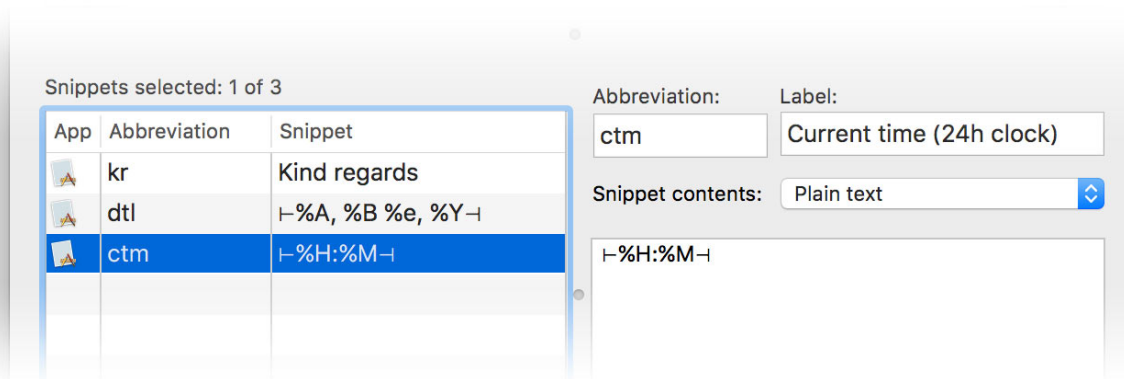 Snippets selected: 1 of 3
App Abbreviation Snippet
kr Kind regards
dtl ⊢%A, %B %e, %Y⊣
ctm ⊢%H:%M⊣
Abbreviation: Label:
ctm Current time (24h clock)
Snippet contents: Plain text
⊢%H:%M⊣